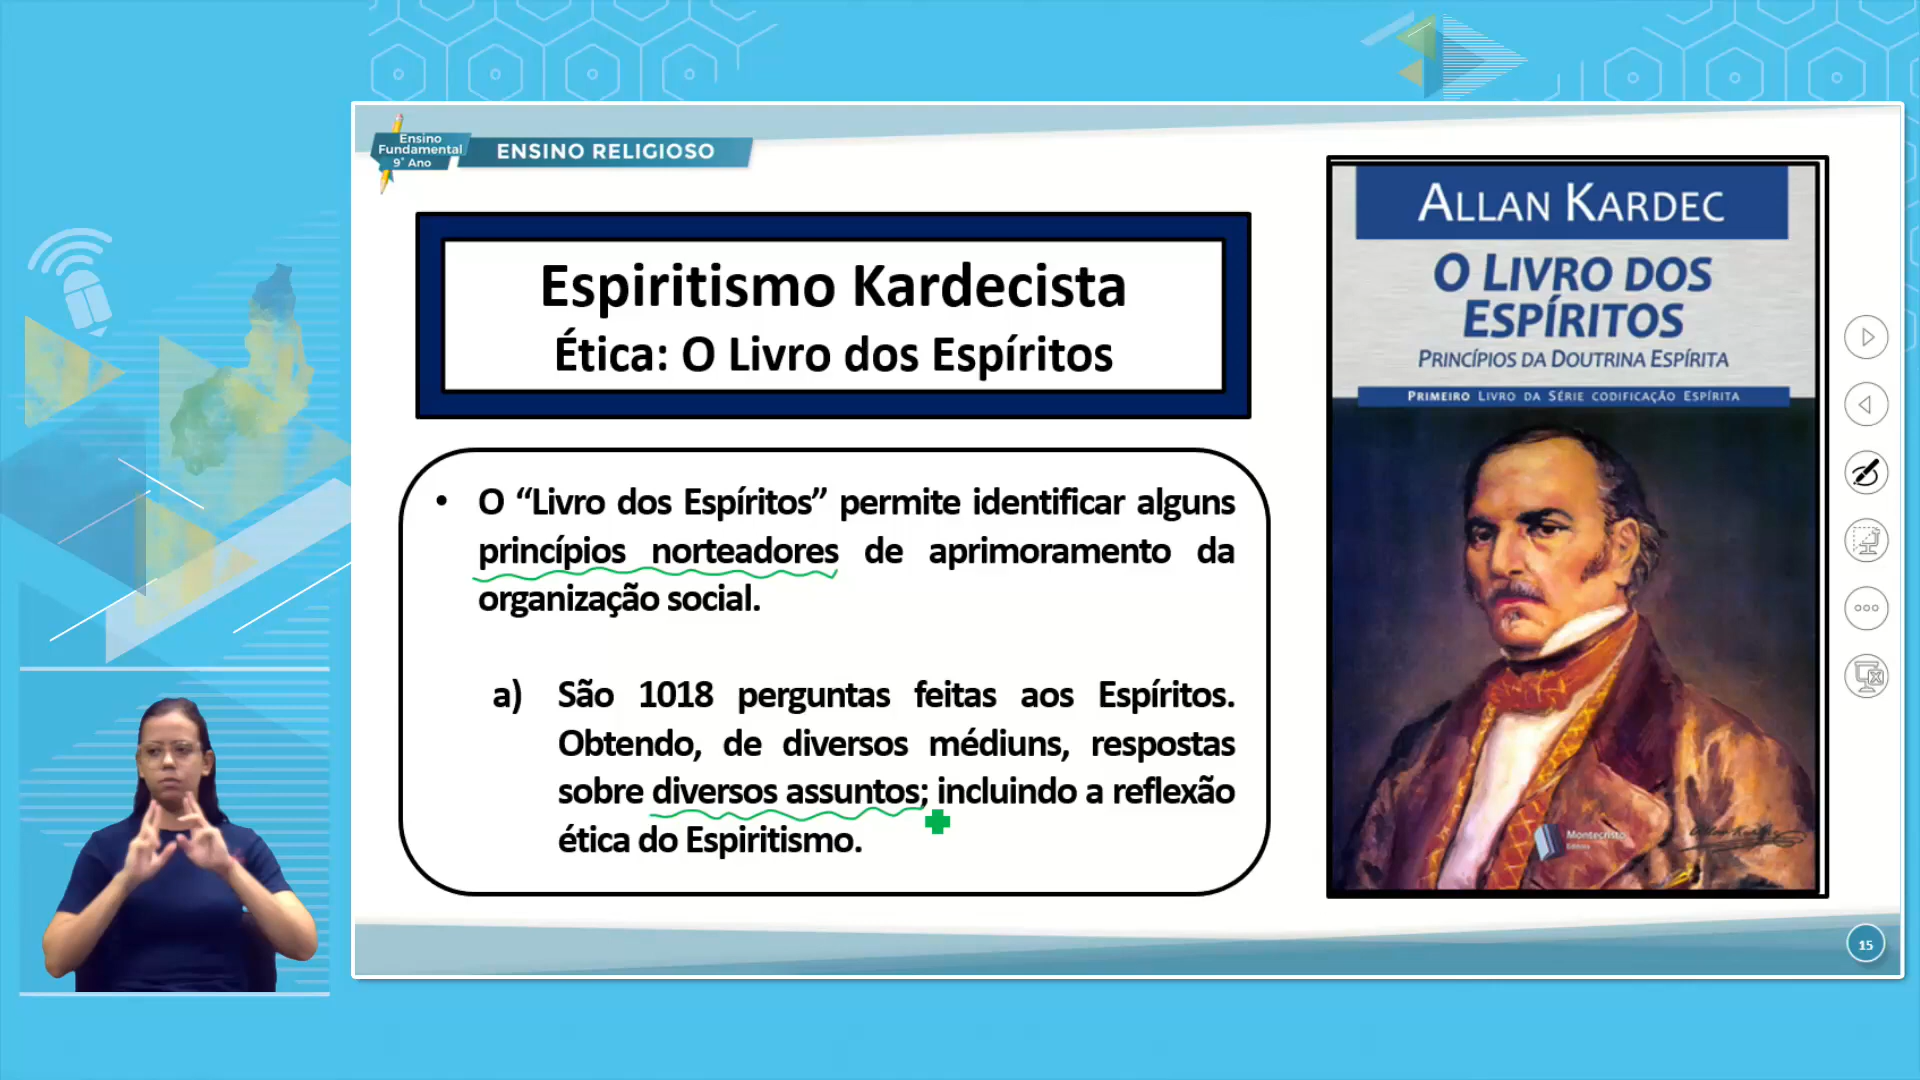 Ensino
Fundamental
9° Ano
ENSINO RELIGIOSO
Espiritismo Kardecista
Ética: O Livro dos Espíritos
• O “Livro dos Espíritos” permite identificar alguns
princípios norteadores de aprimoramento da
organização social.
a) São 1018 perguntas feitas aos Espíritos.
Obtendo, de diversos médiuns, respostas
sobre diversos assuntos; incluindo a reflexão
ética do Espiritismo.
ALLAN KARDEC
O LIVRO DOS
ESPÍRITOS
PRINCÍPIOS DA DOUTRINA ESPÍRITA
PRIMEIRO LIVRO DA SÉRIE CODIFICAÇÃO ESPÍRITA
Montecristo
Editora
Allan Kardec
15